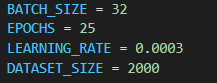 BATCH_SIZE = 32
EPOCHS = 25
LEARNING_RATE = 0.0003
DATASET_SIZE = 2000